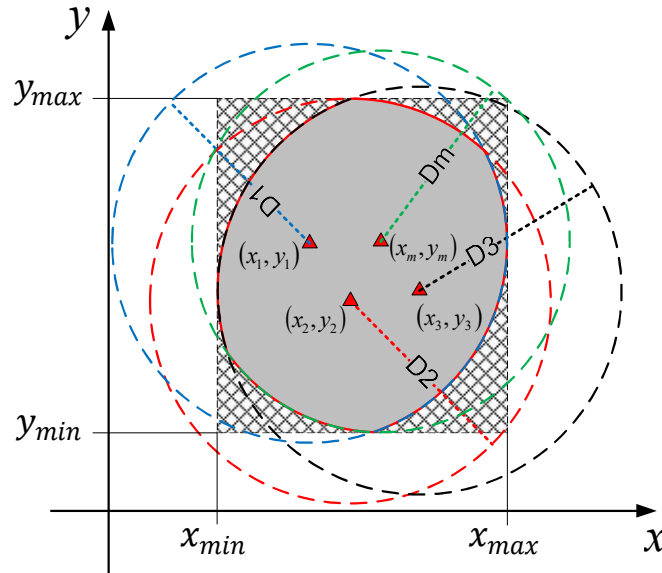 y
y_max
D1
Dm
(x_1, y_1)
(x_m, y_m)
D3
(x_2, y_2)
(x_3, y_3)
D2
y_min
x_min
x_max
x